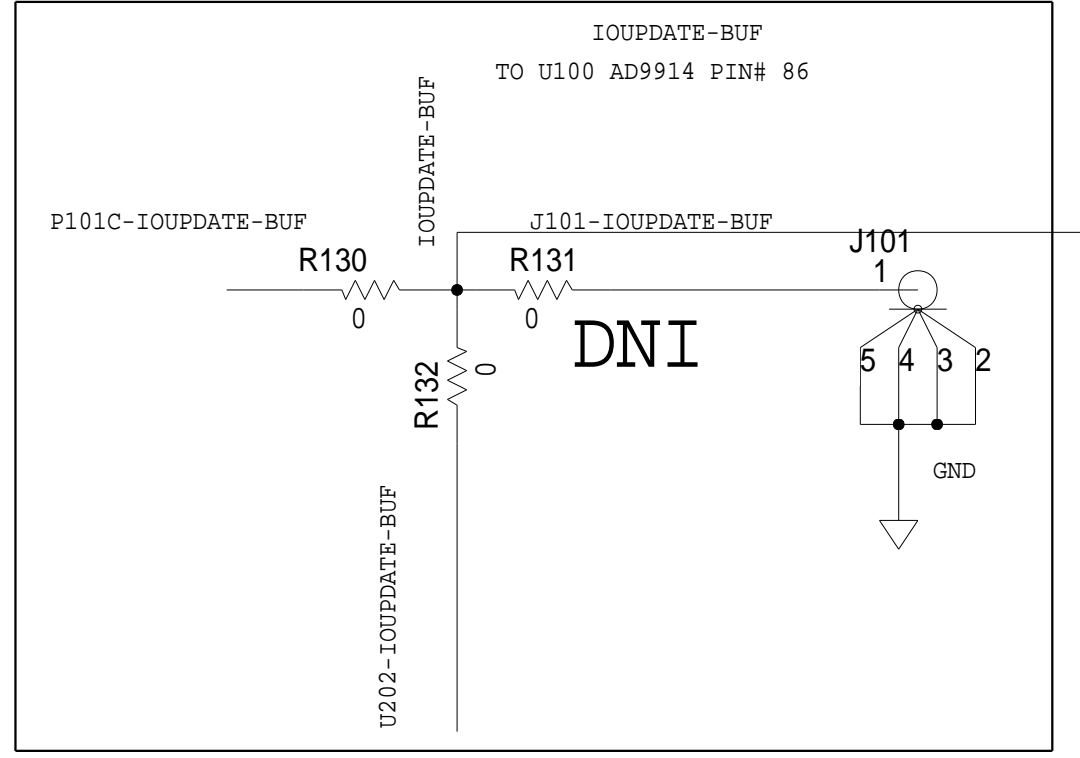 IOUPDATE-BUF
TO U100 AD9914 PIN# 86
IOUPDATE-BUF
P101C-IOUPDATE-BUF
J101-IOUPDATE-BUF
J101
1
R130
R131
0
0
DNI
R132
0
5
4
3
2
GND
U202-IOUPDATE-BUF